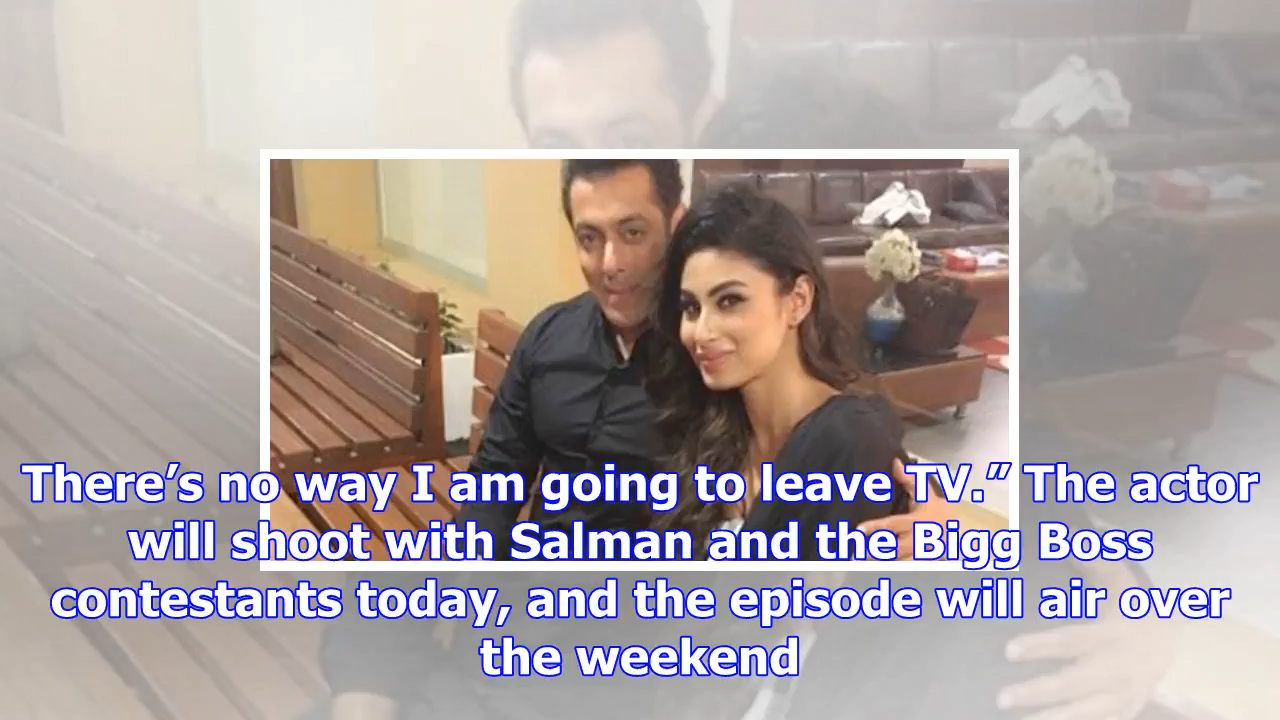 There’s no way I am going to leave TV.” The actor
will shoot with Salman and the Bigg Boss
contestants today, and the episode will air over
the weekend